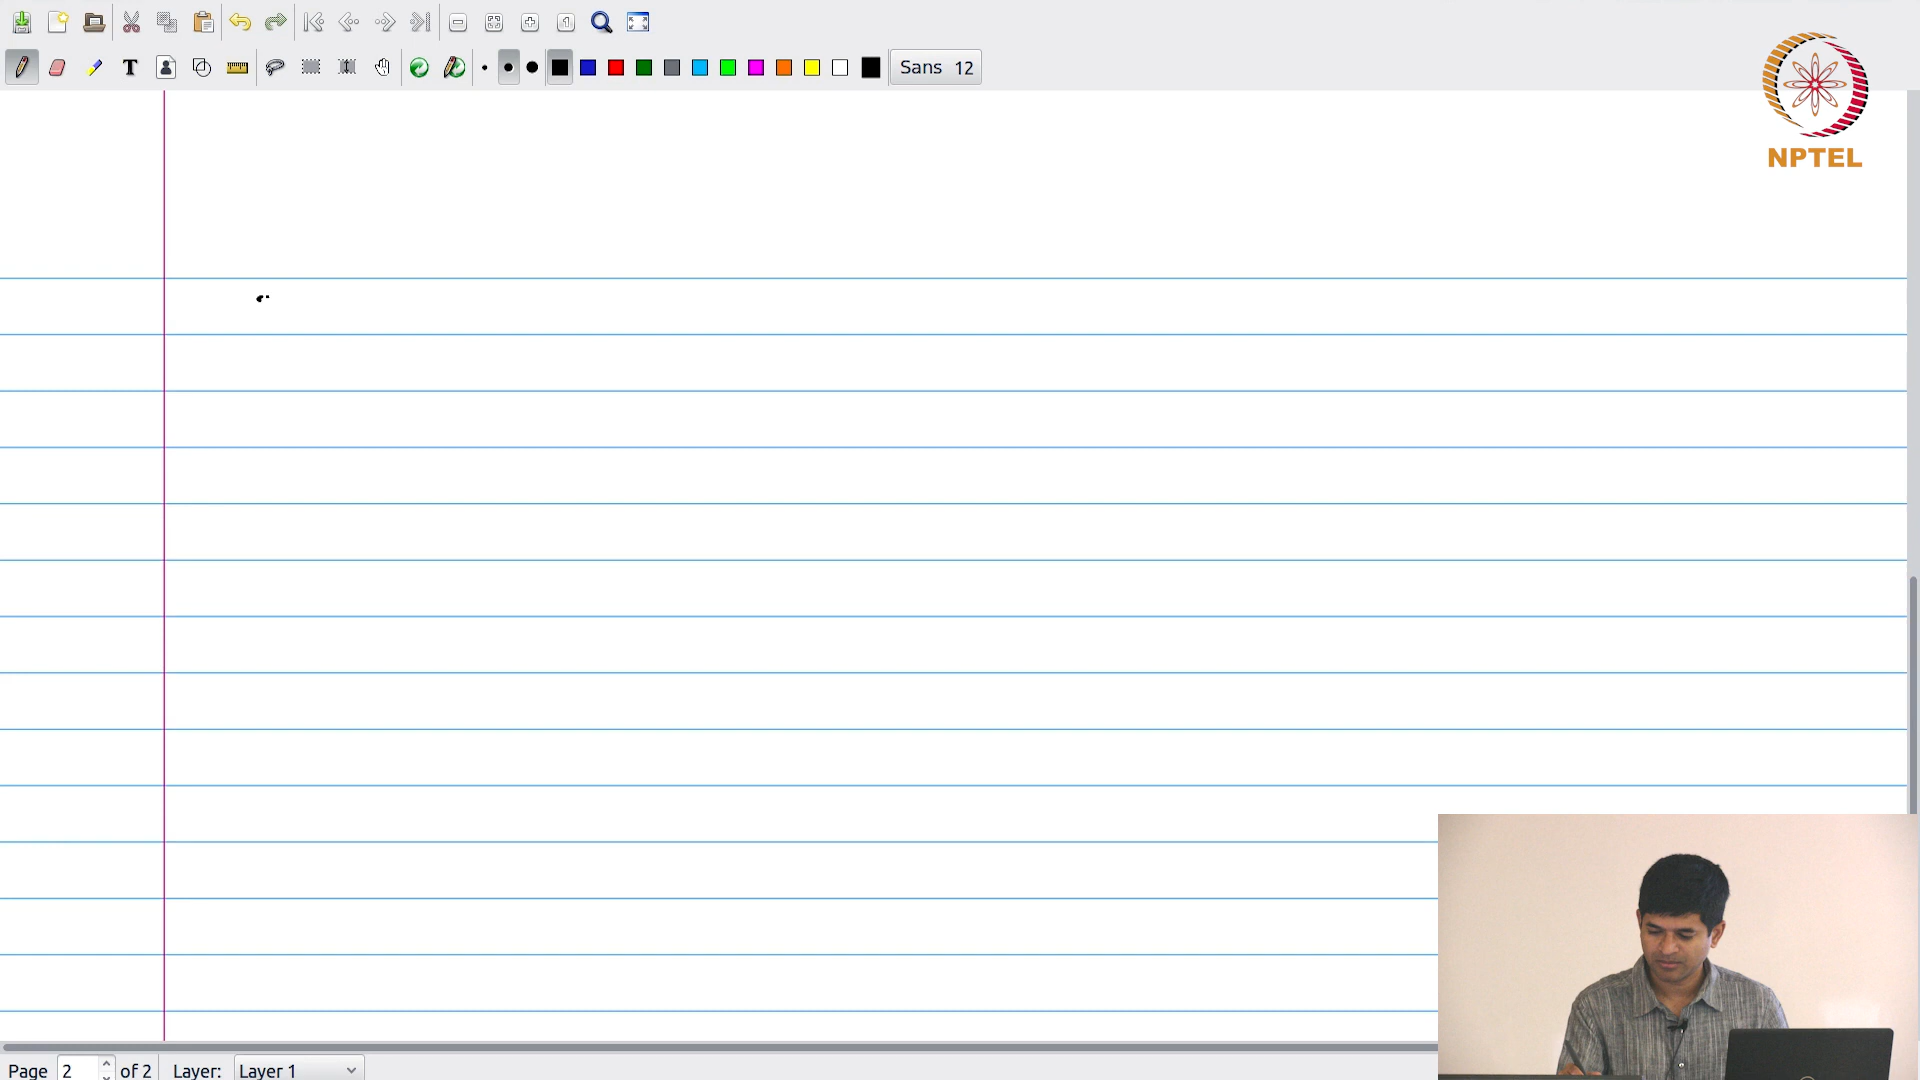 T
Sans 12
NPTEL
Page 2 of 2 Layer: Layer 1